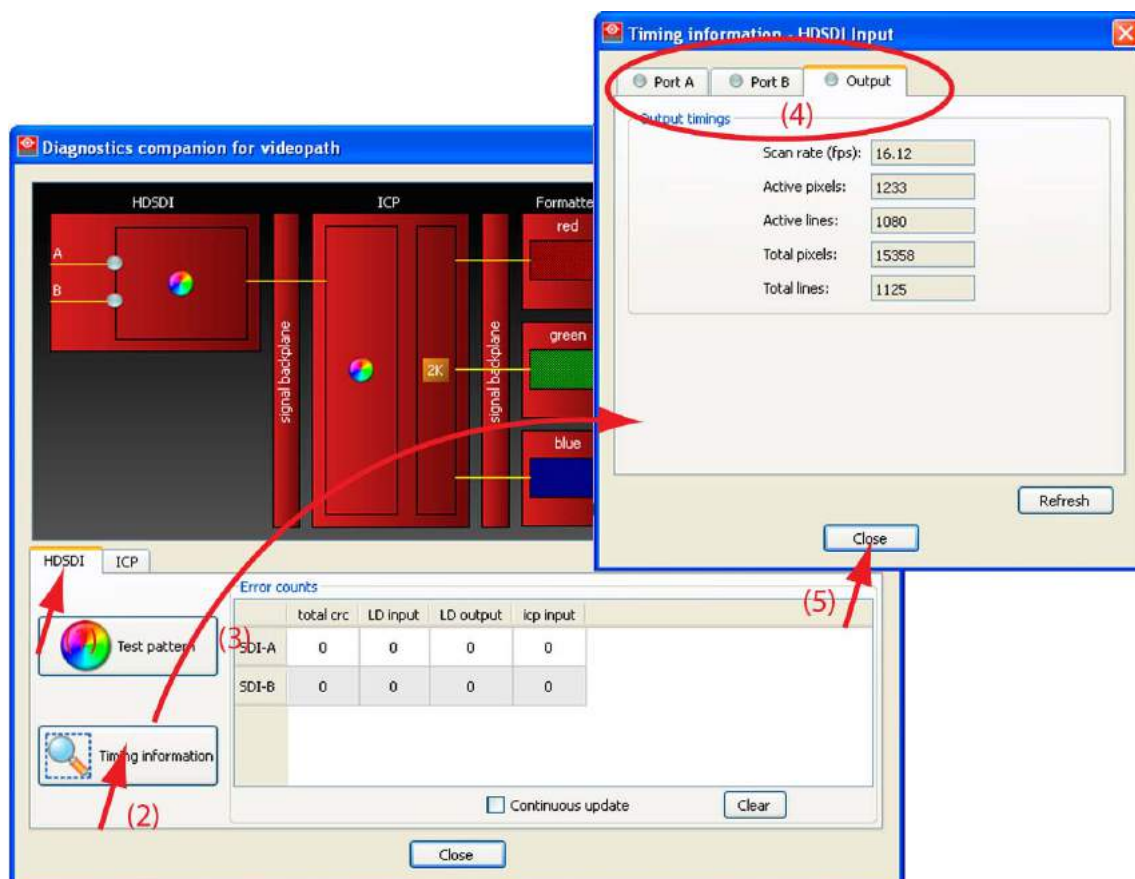 Timing information - HDSDI Input
Port A
Port B
Output
(4)
Output timings
Scan rate (fps): 16.12
Active pixels: 1233
Active lines: 1080
Total pixels: 15358
Total lines: 1125
Refresh
Close
(5)
Diagnostics companion for videopath
HDSDI
ICP
A
B
signal backplane
2K
signal backplane
Formatte
red
green
blue
HDSDI
ICP
Test pattern
(3)
Timing information
(2)
Error counts
total crc LD input LD output icp input
SDI-A 0 0 0 0
SDI-B 0 0 0 0
Continuous update
Clear
Close